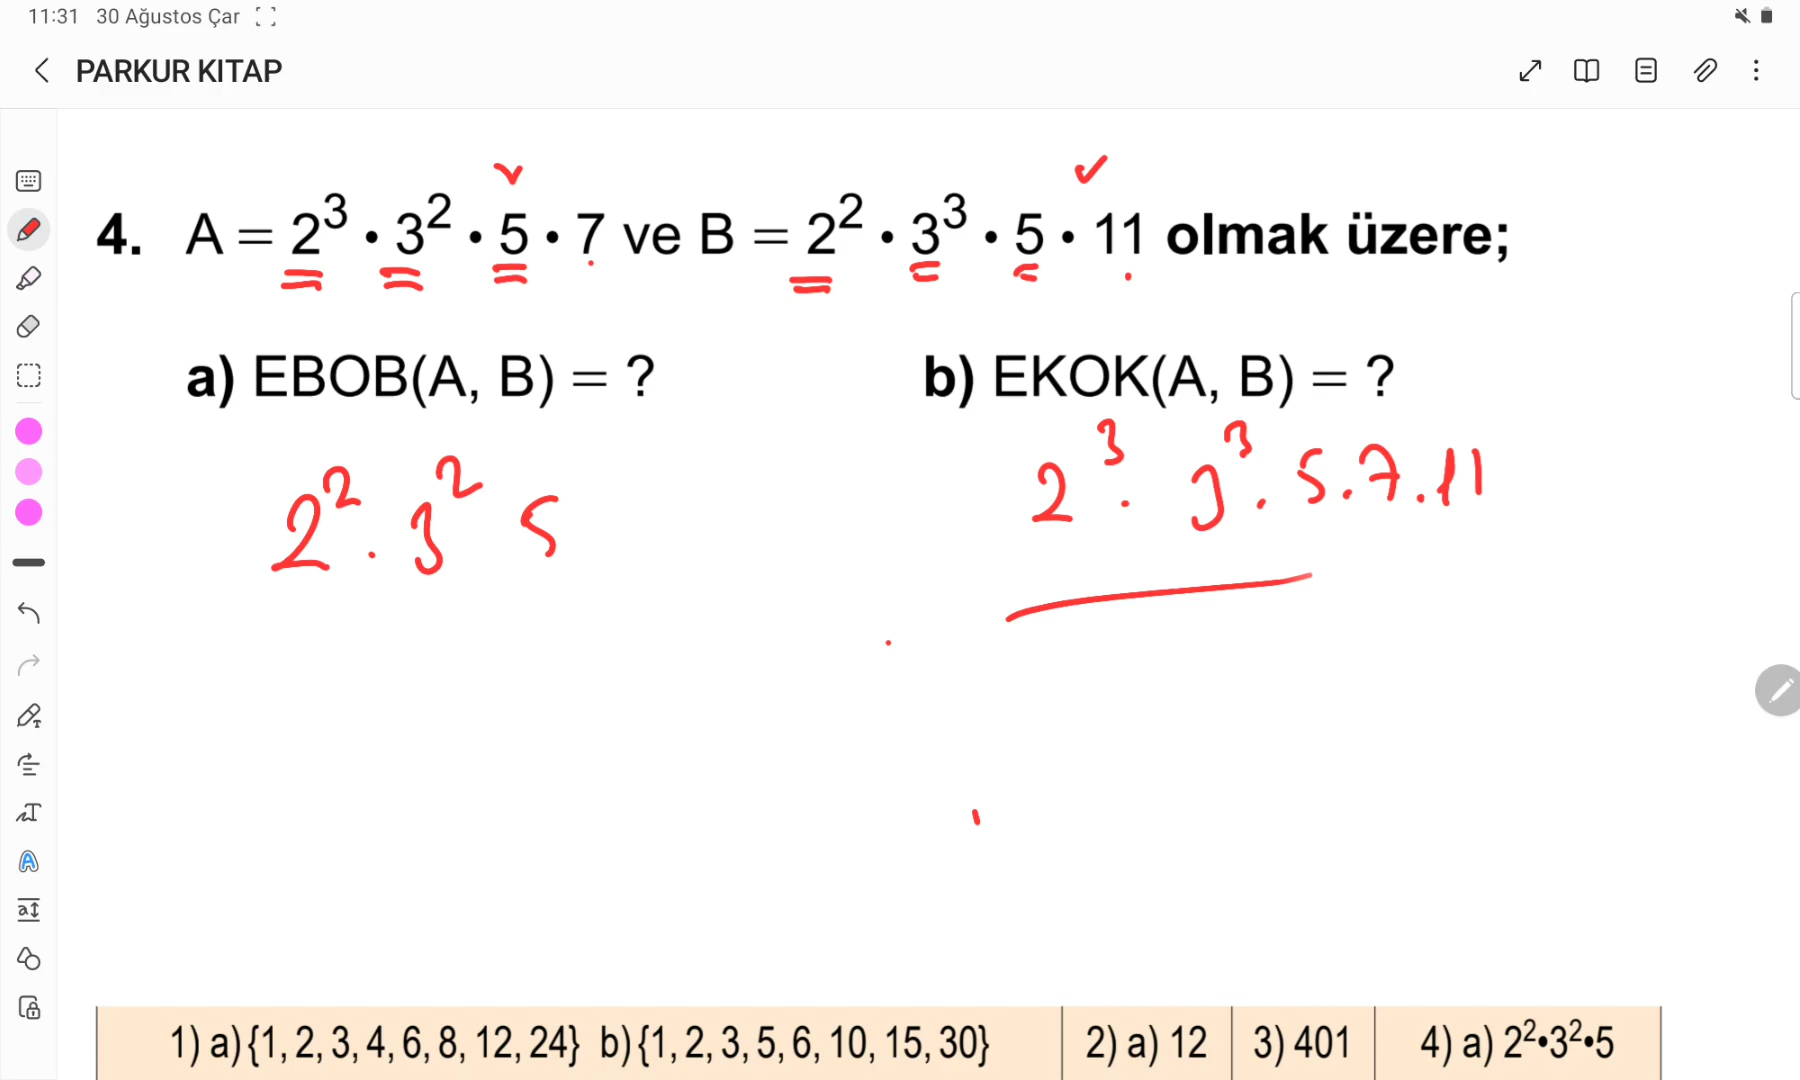 11:31 30 Ağustos Çar
PARKUR KİTAP
4. A = 2³ • 3² • 5 • 7 ve B = 2² • 3³ • 5 • 11 olmak üzere;
a) EBOB(A, B) = ? b) EKOK(A, B) = ?
2² . 3² 5 2³ . 3³ . 5 . 7 . 11
1) a) {1, 2, 3, 4, 6, 8, 12, 24} b) {1, 2, 3, 5, 6, 10, 15, 30} 2) a) 12 3) 401 4) a) 2²•3²•5